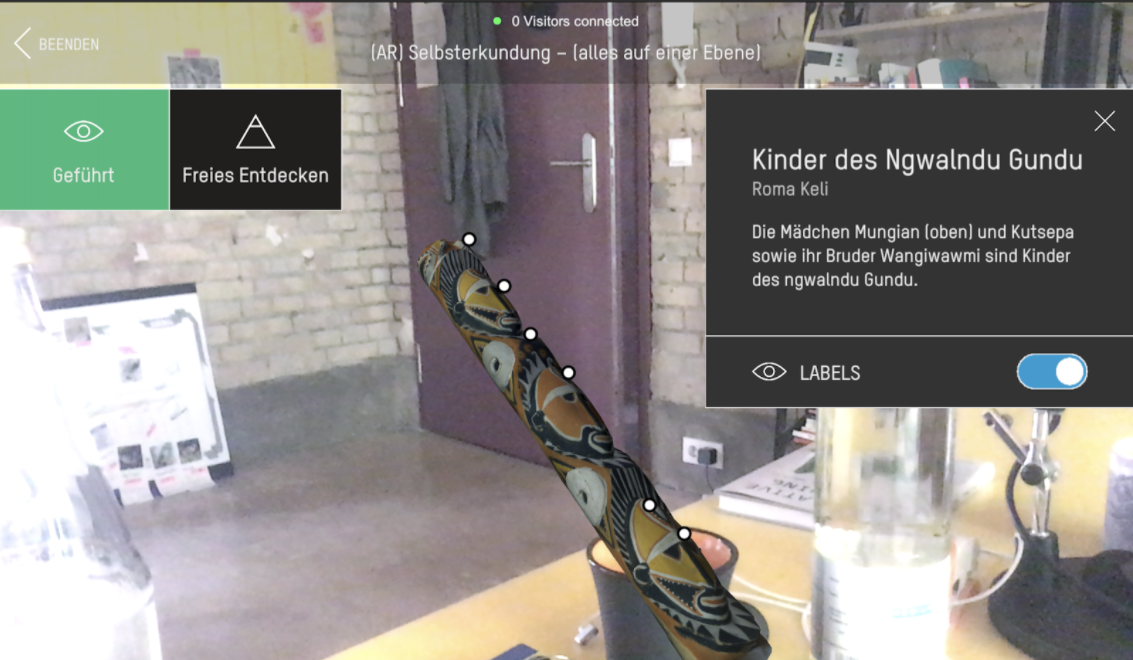 0 Visitors connected
BEENDEN
(AR) Selbsterkundung – (alles auf einer Ebene)
Geführt
Freies Entdecken
Kinder des Ngwalndu Gundu
Roma Keli
Die Mädchen Mungian (oben) und Kutsepa
sowie ihr Bruder Wangiwawmi sind Kinder
des ngwalndu Gundu.
LABELS